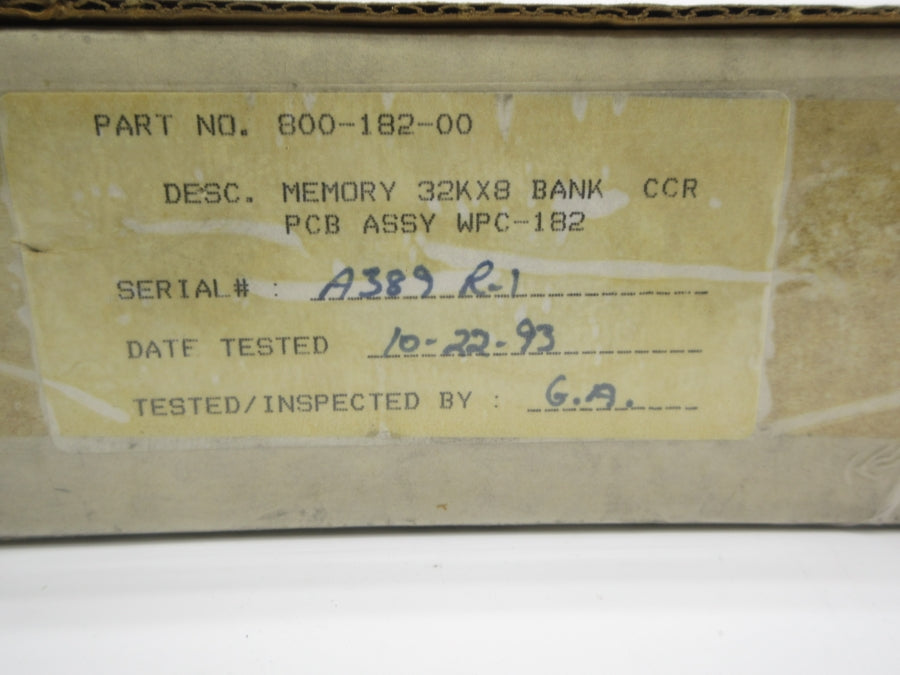 PART NO. 800-182-00
DESC. MEMORY 32KX8 BANK CCR
PCB ASSY WPC-182
SERIAL# : A389 R-1
DATE TESTED 10-22-93
TESTED/INSPECTED BY : G.A.